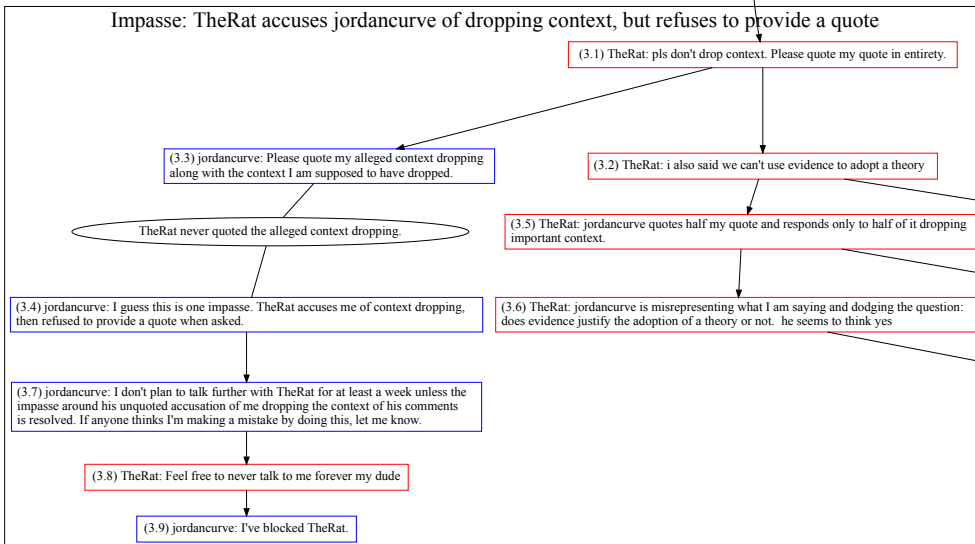 Impasse: TheRat accuses jordancurve of dropping context, but refuses to provide a quote
(3.1) TheRat: pls don't drop context. Please quote my quote in entirety.
(3.3) jordancurve: Please quote my alleged context dropping
along with the context I am supposed to have dropped.
(3.2) TheRat: i also said we can't use evidence to adopt a theory
TheRat never quoted the alleged context dropping.
(3.5) TheRat: jordancurve quotes half my quote and responds only to half of it dropping
important context.
(3.4) jordancurve: I guess this is one impasse. TheRat accuses me of context dropping,
then refused to provide a quote when asked.
(3.6) TheRat: jordancurve is misrepresenting what I am saying and dodging the question:
does evidence justify the adoption of a theory or not.  he seems to think yes
(3.7) jordancurve: I don't plan to talk further with TheRat for at least a week unless the
impasse around his unquoted accusation of me dropping the context of his comments
is resolved. If anyone thinks I'm making a mistake by doing this, let me know.
(3.8) TheRat: Feel free to never talk to me forever my dude
(3.9) jordancurve: I've blocked TheRat.